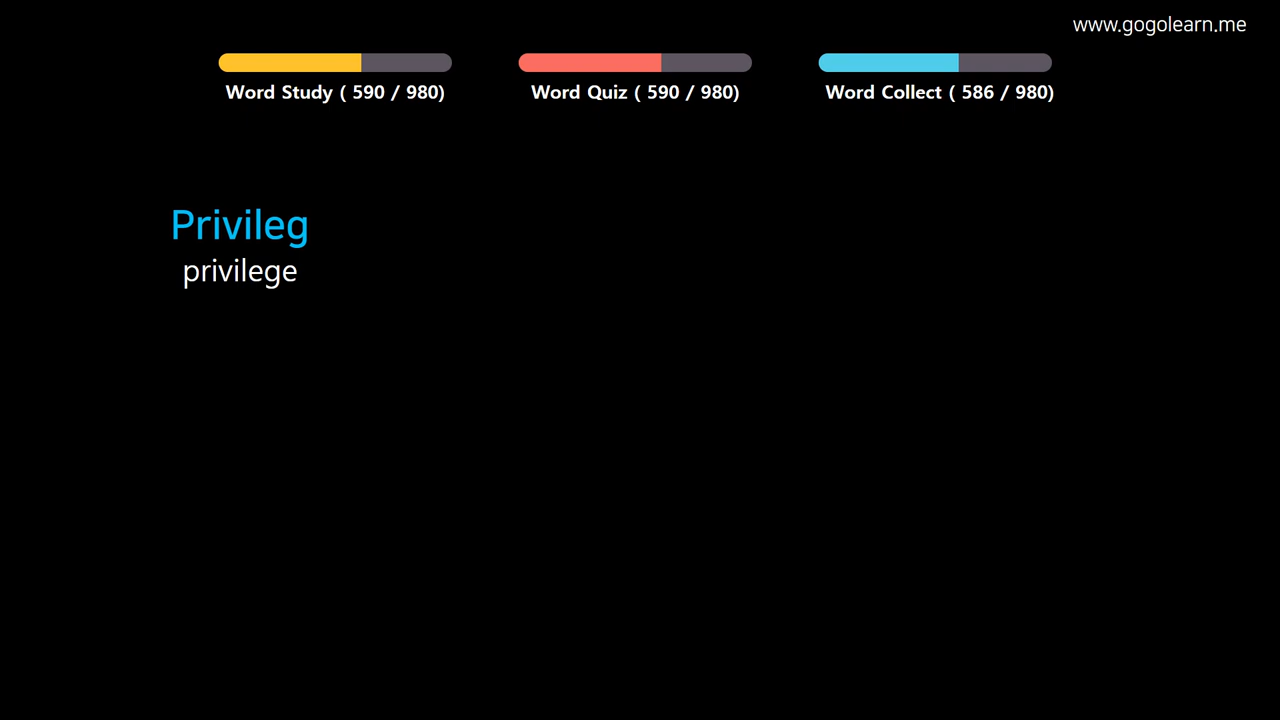 www.gogolearn.me
Word Study ( 590 / 980)
Word Quiz ( 590 / 980)
Word Collect ( 586 / 980)
Privileg
privilege